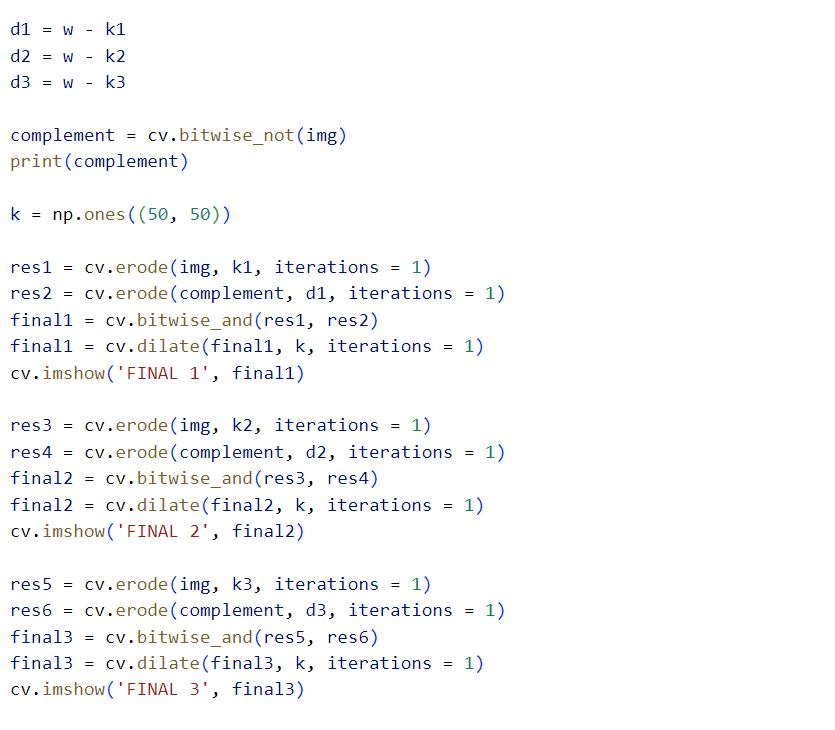 d1 = w - k1
d2 = w - k2
d3 = w - k3
complement = cv.bitwise_not(img)
print(complement)
k = np.ones((50, 50))
res1 = cv.erode(img, k1, iterations = 1)
res2 = cv.erode(complement, d1, iterations = 1)
final1 = cv.bitwise_and(res1, res2)
final1 = cv.dilate(final1, k, iterations = 1)
cv.imshow('FINAL 1', final1)
res3 = cv.erode(img, k2, iterations = 1)
res4 = cv.erode(complement, d2, iterations = 1)
final2 = cv.bitwise_and(res3, res4)
final2 = cv.dilate(final2, k, iterations = 1)
cv.imshow('FINAL 2', final2)
res5 = cv.erode(img, k3, iterations = 1)
res6 = cv.erode(complement, d3, iterations = 1)
final3 = cv.bitwise_and(res5, res6)
final3 = cv.dilate(final3, k, iterations = 1)
cv.imshow('FINAL 3', final3)